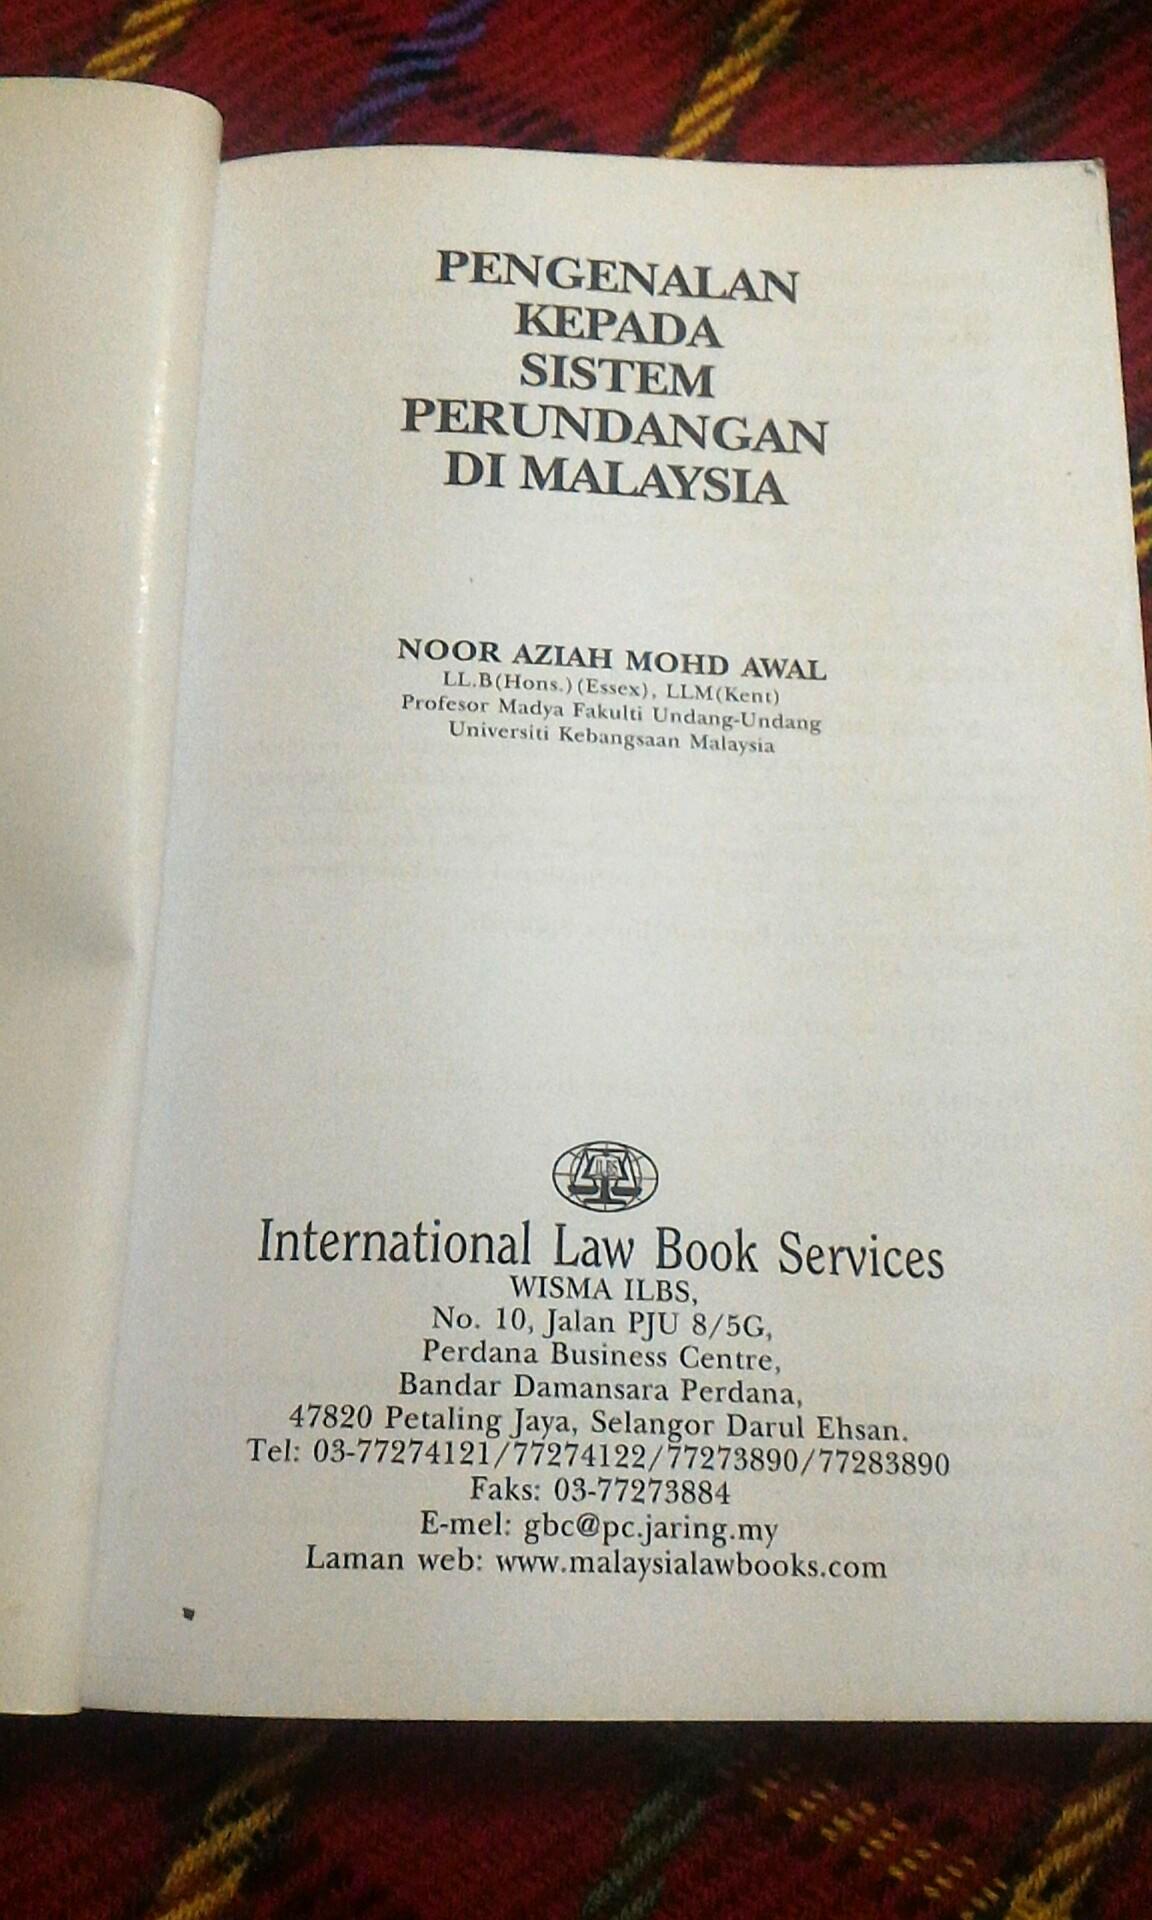 PENGENALAN
KEPADA
SISTEM
PERUNDANGAN
DI MALAYSIA
NOOR AZIAH MOHD AWAL
LL.B(Hons.)(Essex), LLM(Kent)
Profesor Madya Fakulti Undang-Undang
Universiti Kebangsaan Malaysia
ILBS
International Law Book Services
WISMA ILBS,
No. 10, Jalan PJU 8/5G,
Perdana Business Centre,
Bandar Damansara Perdana,
47820 Petaling Jaya, Selangor Darul Ehsan.
Tel: 03-77274121/77274122/77273890/77283890
Faks: 03-77273884
E-mel: gbc@pc.jaring.my
Laman web: www.malaysialawbooks.com